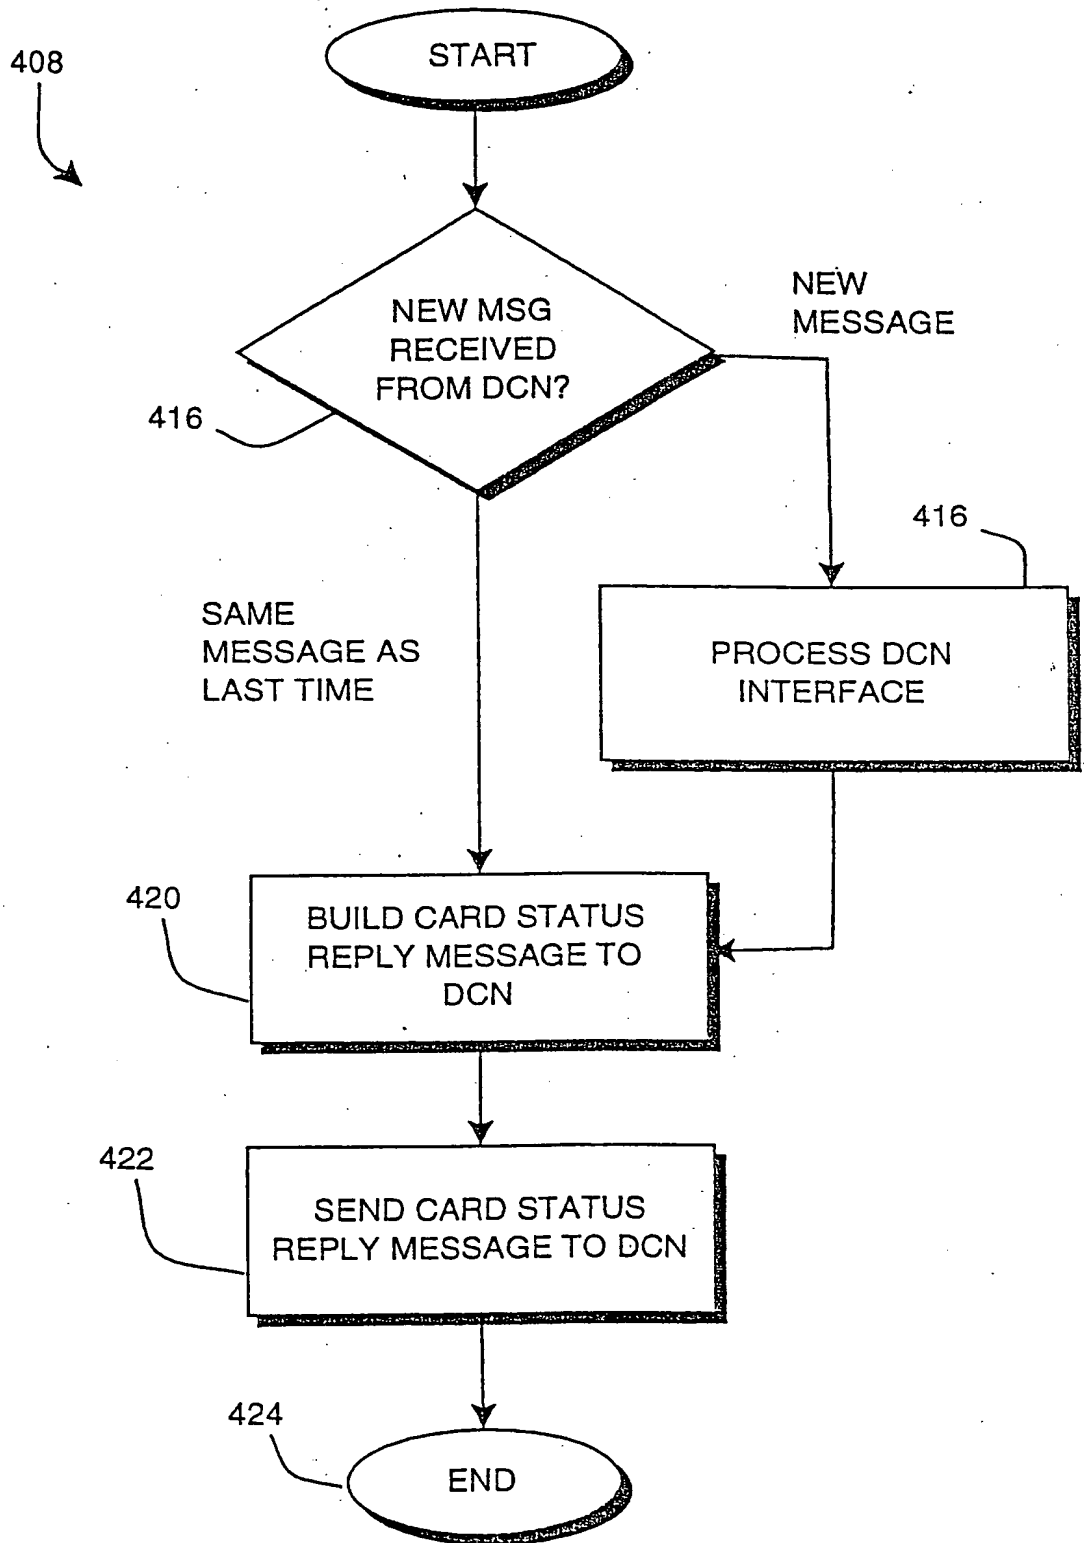 START
408
NEW MSG
RECEIVED
FROM DCN?
NEW
MESSAGE
416
416
SAME
MESSAGE AS
LAST TIME
PROCESS DCN
INTERFACE
420
BUILD CARD STATUS
REPLY MESSAGE TO
DCN
422
SEND CARD STATUS
REPLY MESSAGE TO DCN
424
END